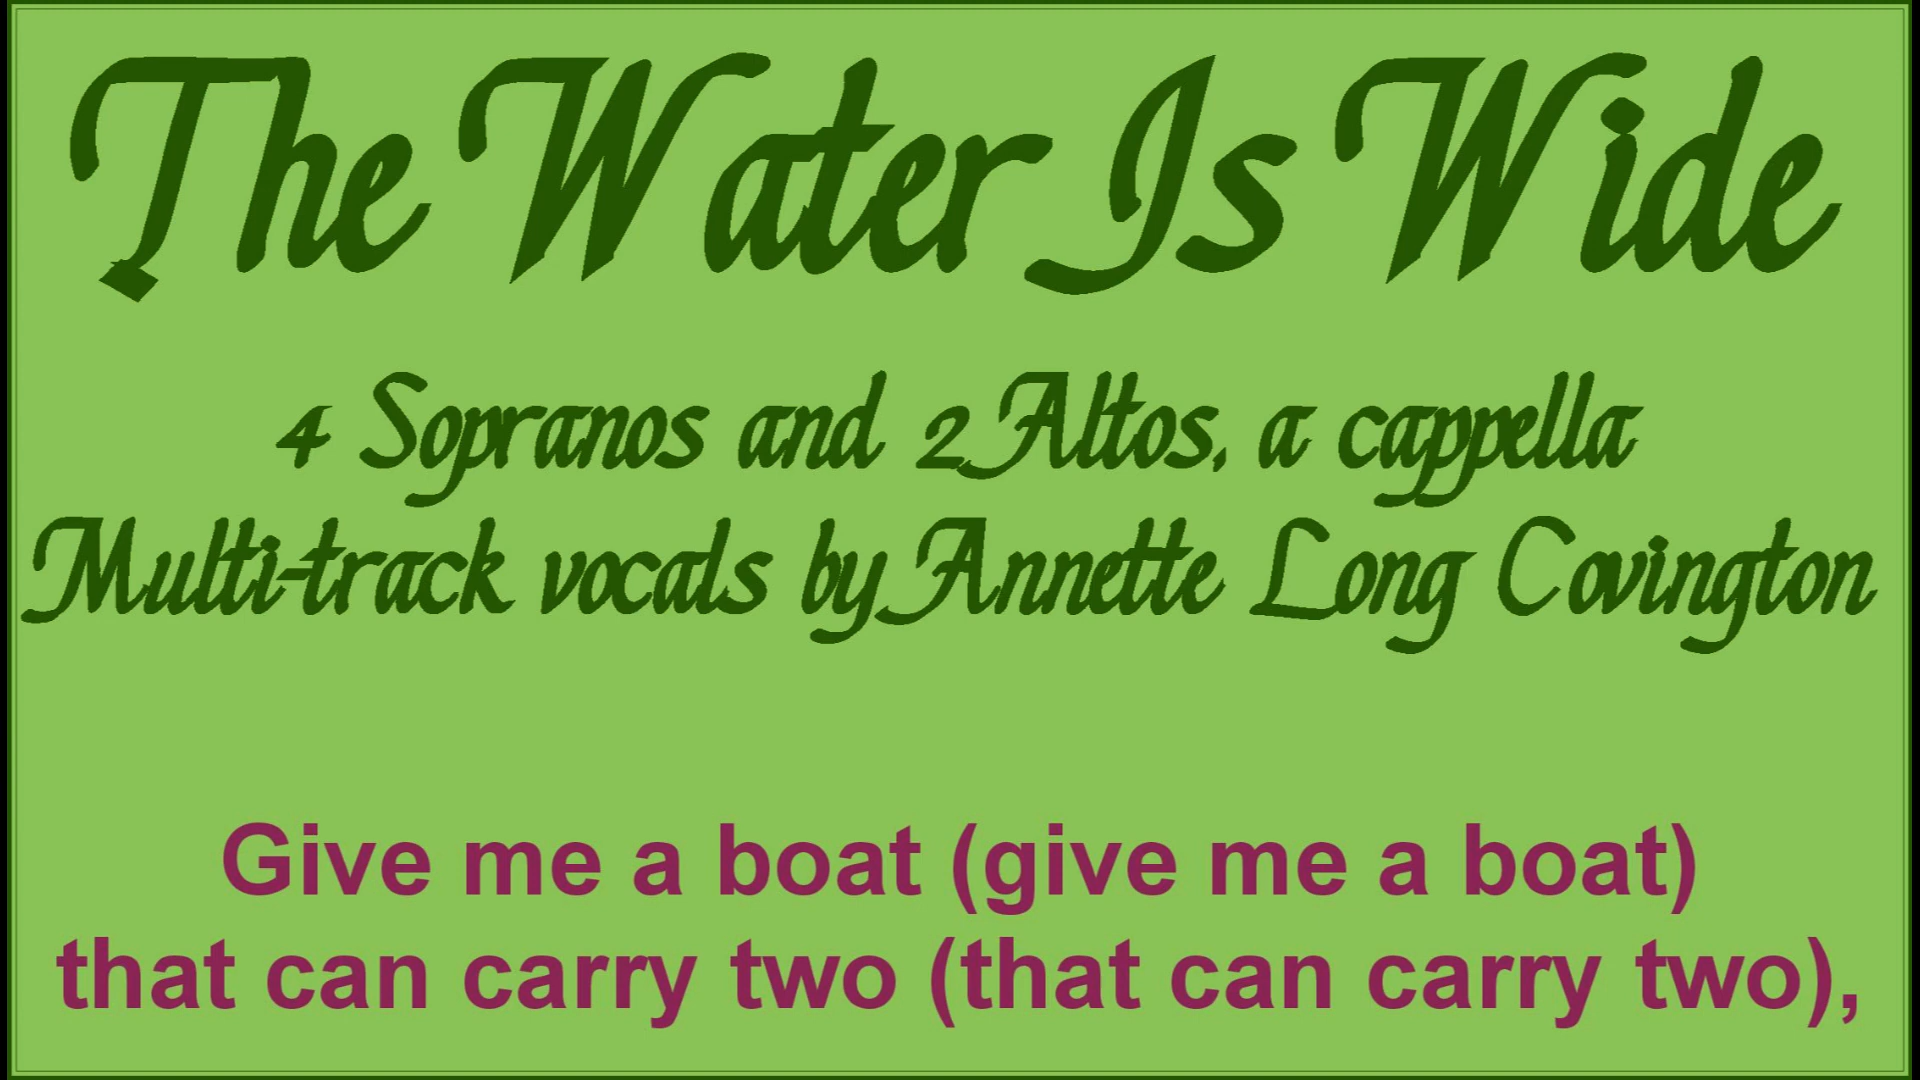 The Water Is Wide
4 Sopranos and 2 Altos, a cappella
Multi-track vocals by Annette Long Covington
Give me a boat (give me a boat)
that can carry two (that can carry two),